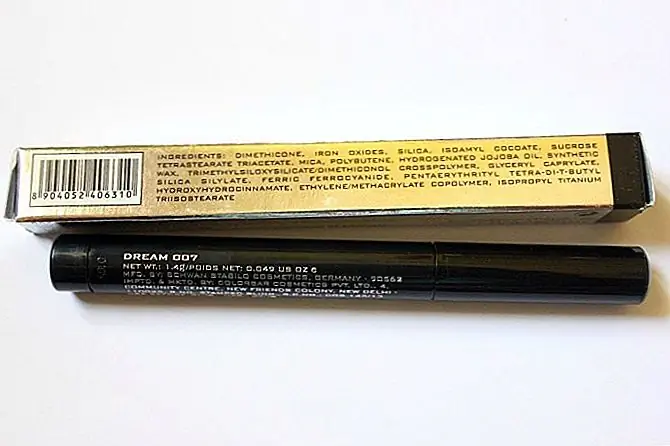 INGREDIENTS: DIMETHICONE, IRON OXIDES, SILICA, ISOAMYL COCOATE, SUCROSE
TETRASTEARATE TRIACETATE, MICA, POLYBUTENE, HYDROGENATED JOJOBA OIL, SYNTHETIC
WAX, TRIMETHYLSILOXYSILICATE/DIMETHICONOL CROSSPOLYMER, GLYCERYL CAPRYLATE,
SILICA SILYLATE, FERRIC FERROCYANIDE, PENTAERYTHRITYL TETRA-DI-T-BUTYL
HYDROXYHYDROCINNAMATE, ETHYLENE/METHACRYLATE COPOLYMER, ISOPROPYL TITANIUM
TRIISOSTEARATE
8 904052 406310
DREAM 007
NET WT.: 1.4g/POIDS NET: 0.049 US OZ e
MFG. BY: SCHWAN STABILO COSMETICS, GERMANY - 90562
IMPTD. & MKTD. BY: COLORBAR COSMETICS PVT. LTD., 4,
COMMUNITY CENTRE, NEW FRIENDS COLONY, NEW DELHI -